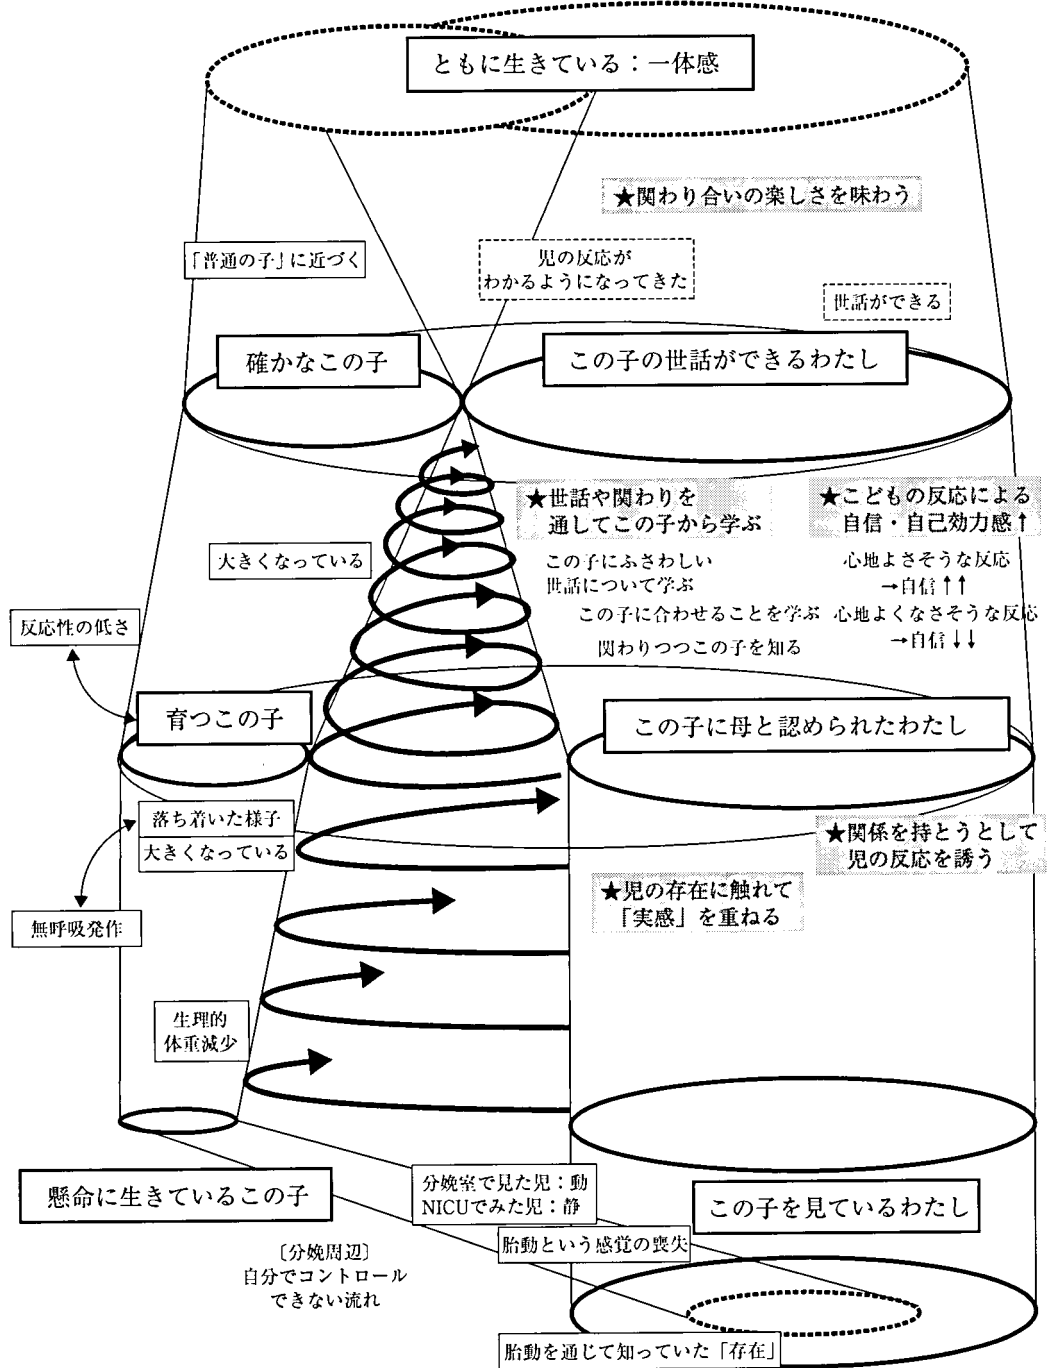 ともに生きている：一体感
★関わり合いの楽しさを味わう
「普通の子」に近づく
児の反応が
わかるようになってきた
世話ができる
確かなこの子
この子の世話ができるわたし
★世話や関わりを
通してこの子から学ぶ
★こどもの反応による
自信・自己効力感↑
大きくなっている
この子にふさわしい
世話について学ぶ
心地よさそうな反応
→自信↑↑
この子に合わせることを学ぶ
心地よくなさそうな反応
→自信↓↓
関わりつつこの子を知る
反応性の低さ
育つこの子
この子に母と認められたわたし
落ち着いた様子
大きくなっている
★関係を持とうとして
児の反応を誘う
★児の存在に触れて
「実感」を重ねる
無呼吸発作
生理的
体重減少
懸命に生きているこの子
分娩室で見た児：動
NICUでみた児：静
この子を見ているわたし
胎動という感覚の喪失
〔分娩周辺〕
自分でコントロール
できない流れ
胎動を通じて知っていた「存在」